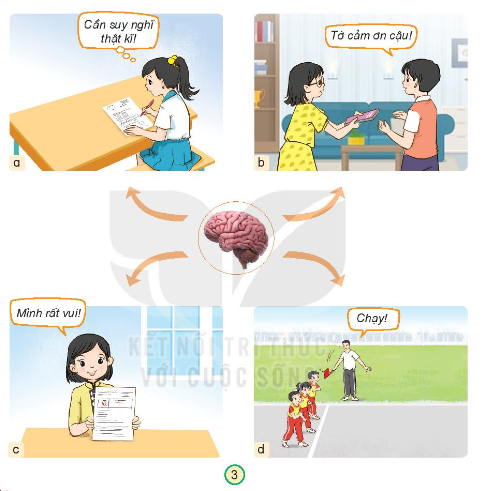 Cần suy nghĩ
thật kĩ!
Tớ cảm ơn cậu!
a
b
Mình rất vui!
Chạy!
KẾT NỐI TRI THỨC
VỚI CUỘC SỐNG
c
d
3